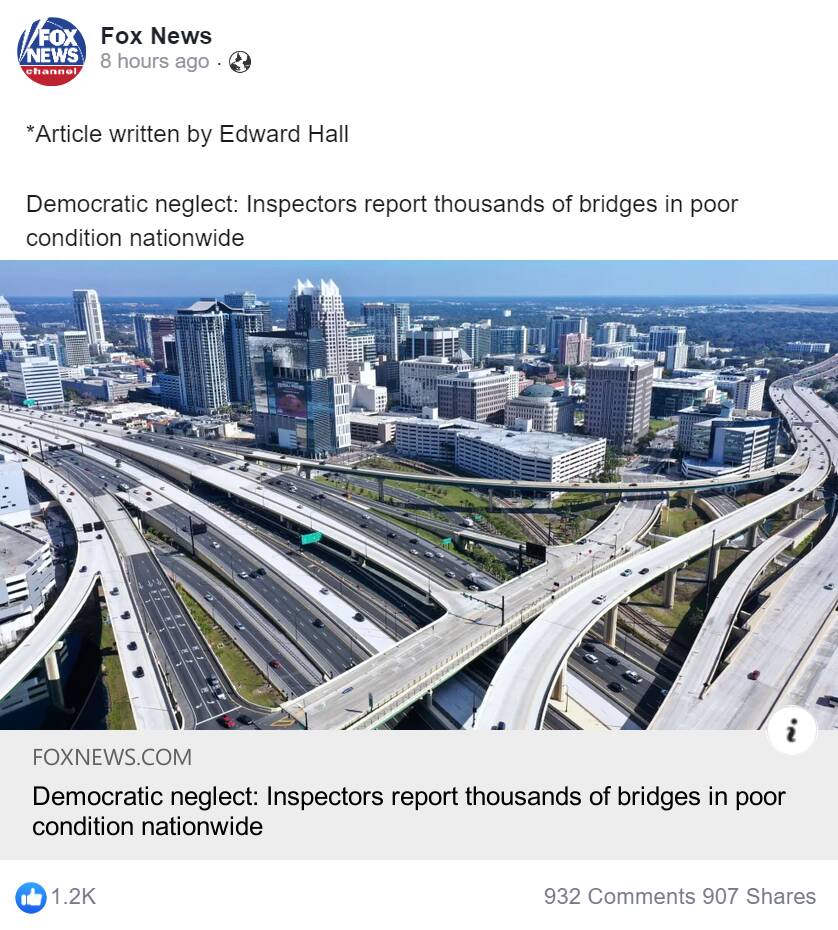 FOX
NEWS
channel
Fox News
8 hours ago ·
*Article written by Edward Hall
Democratic neglect: Inspectors report thousands of bridges in poor
condition nationwide
i
FOXNEWS.COM
Democratic neglect: Inspectors report thousands of bridges in poor
condition nationwide
1.2K
932 Comments 907 Shares